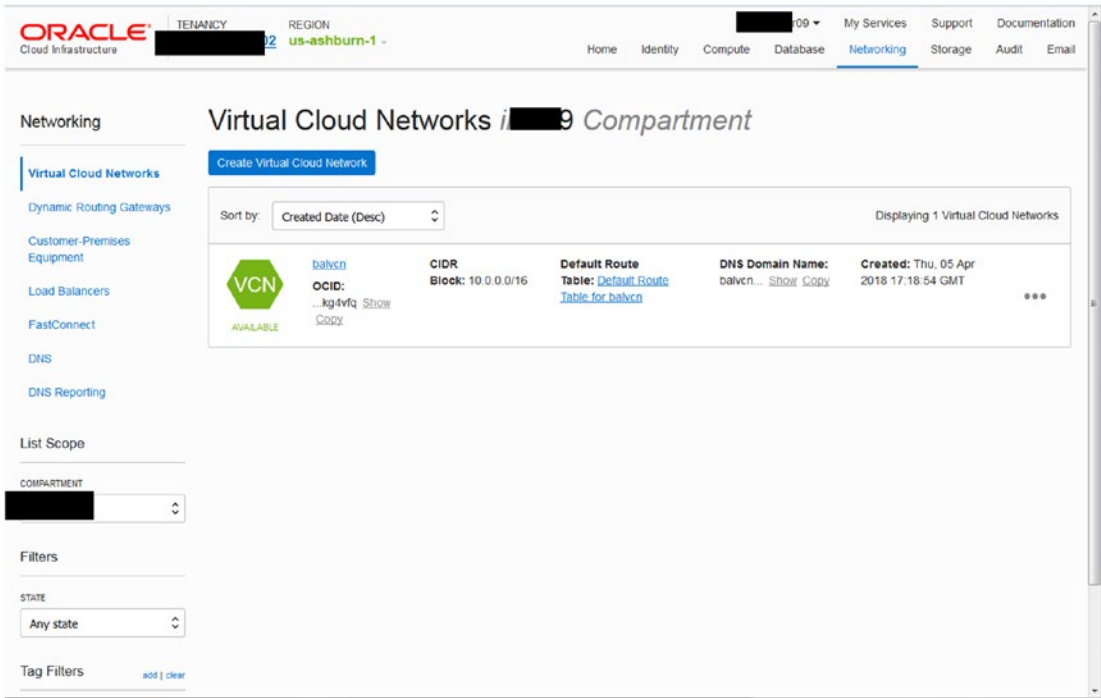 ORACLE
Cloud Infrastructure
TENANCY
02
REGION
us-ashburn-1
r09
My Services
Support
Documentation
Home
Identity
Compute
Database
Networking
Storage
Audit
Email
Networking
Virtual Cloud Networks
Dynamic Routing Gateways
Customer-Premises
Equipment
Load Balancers
FastConnect
DNS
DNS Reporting
List Scope
COMPARTMENT
Filters
STATE
Any state
Tag Filters
add | clear
Virtual Cloud Networks i 9 Compartment
Create Virtual Cloud Network
Sort by: Created Date (Desc)
Displaying 1 Virtual Cloud Networks
VCN
AVAILABLE
balvcn
OCID:
...kg4vfq Show
Copy
CIDR
Block: 10.0.0.0/16
Default Route
Table: Default Route
Table for balvcn
DNS Domain Name:
balvcn... Show Copy
Created: Thu, 05 Apr
2018 17:18:54 GMT